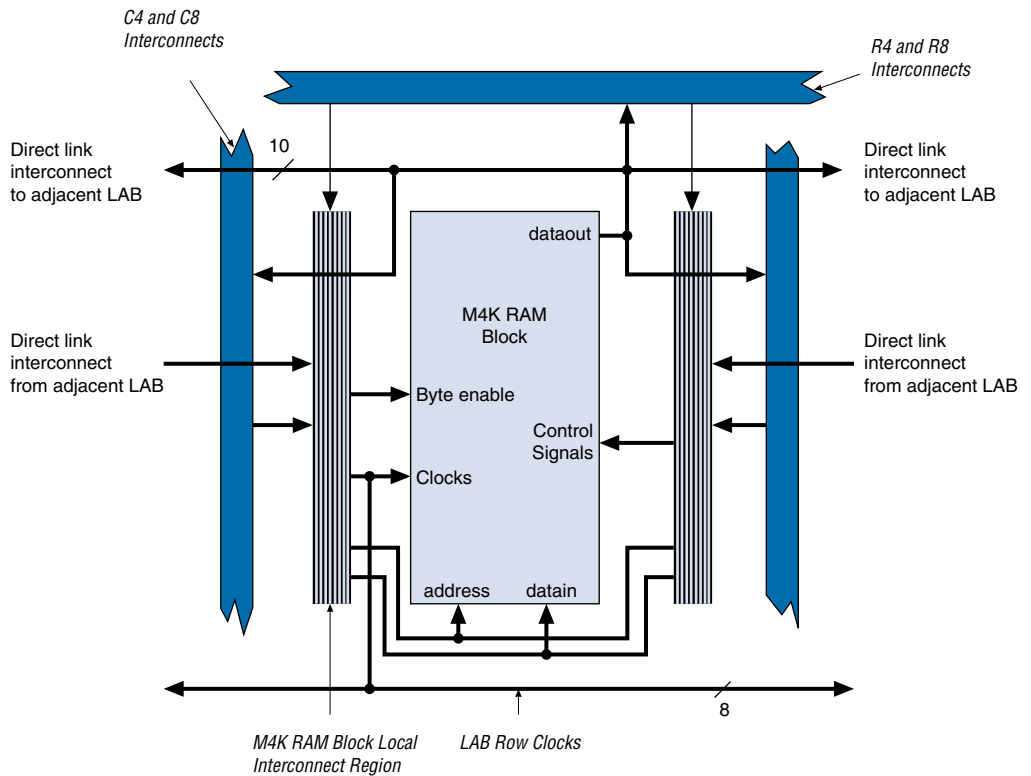 C4 and C8
Interconnects
R4 and R8
Interconnects
10
Direct link
interconnect
to adjacent LAB
Direct link
interconnect
to adjacent LAB
dataout
M4K RAM
Block
Direct link
interconnect
from adjacent LAB
Direct link
interconnect
from adjacent LAB
Byte enable
Control
Signals
Clocks
address
datain
8
M4K RAM Block Local
Interconnect Region
LAB Row Clocks